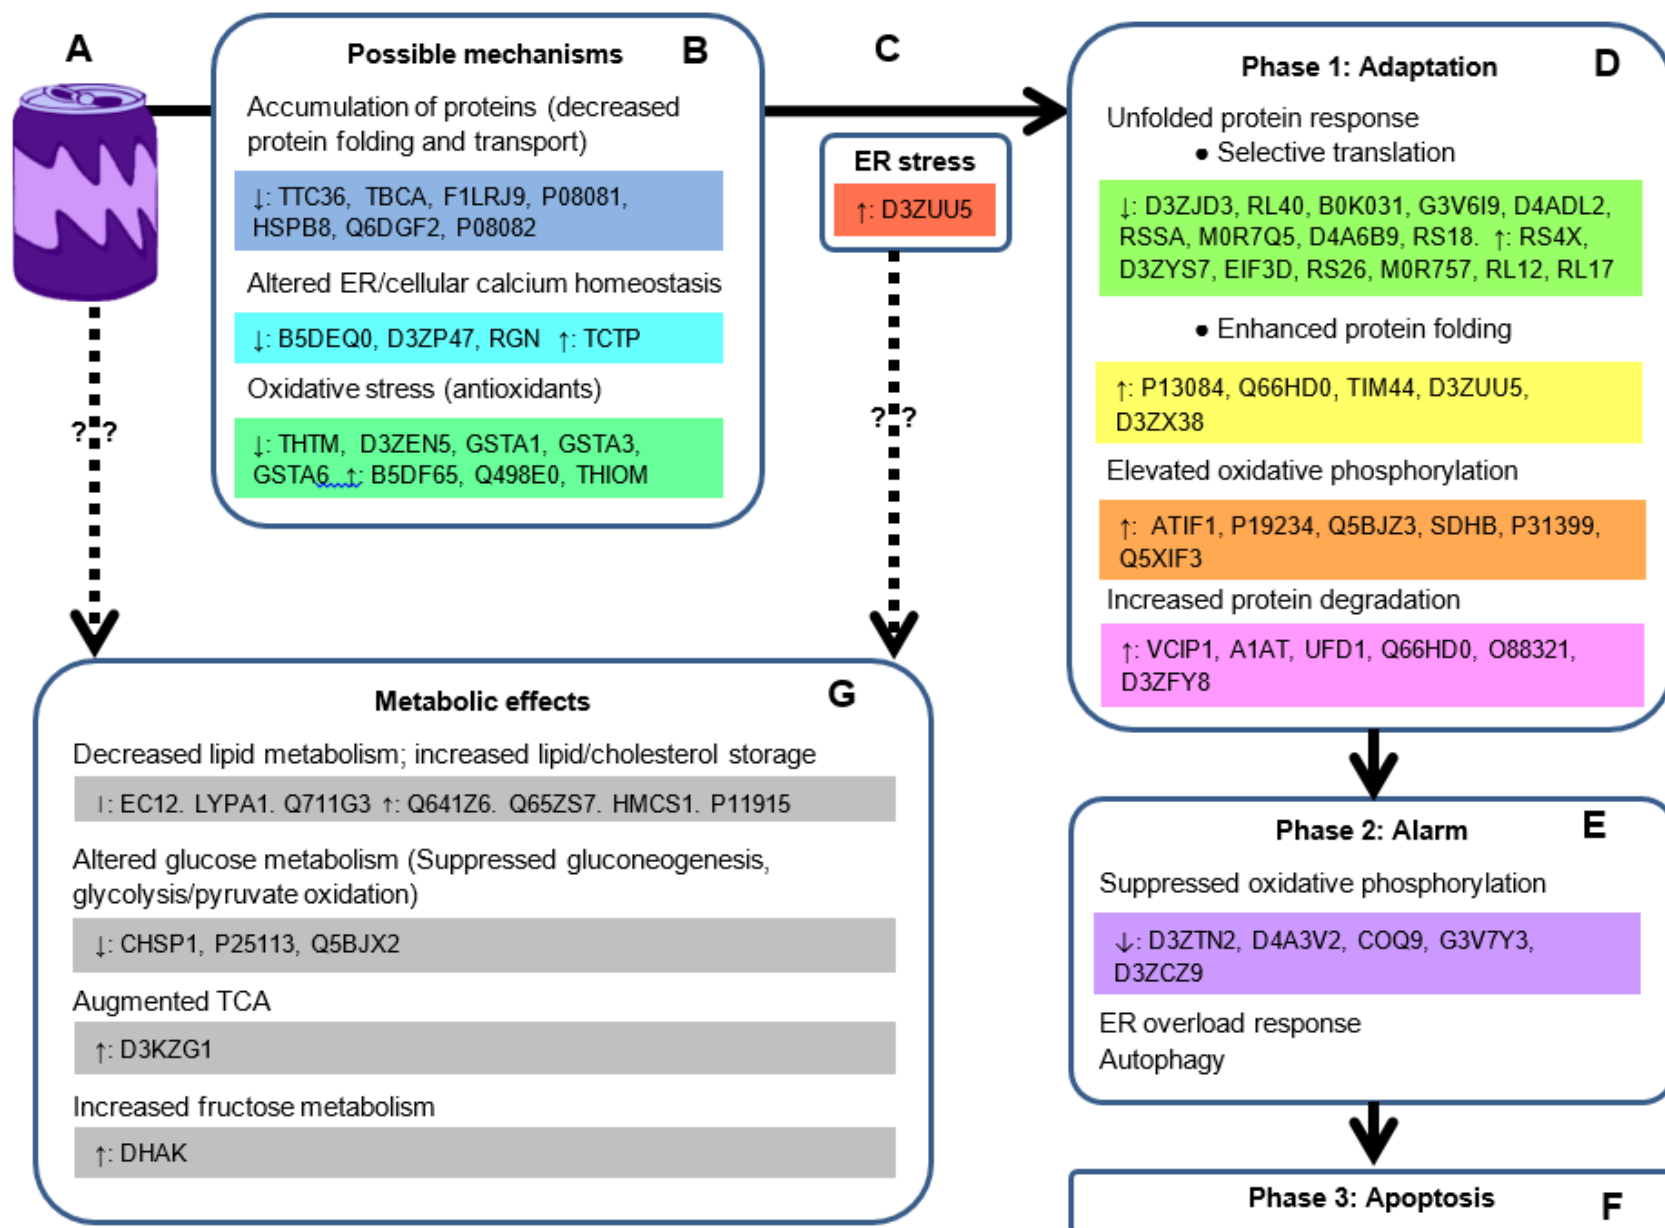 A
Possible mechanisms
B
Accumulation of proteins (decreased
protein folding and transport)
↓: TTC36, TBCA, F1LRJ9, P08081,
HSPB8, Q6DGF2, P08082
Altered ER/cellular calcium homeostasis
↓: B5DEQ0, D3ZP47, RGN ↑: TCTP
Oxidative stress (antioxidants)
↓: THTM, D3ZEN5, GSTA1, GSTA3,
GSTA6 ↑: B5DF65, Q498E0, THIOM
C
ER stress
↑: D3ZUU5
Phase 1: Adaptation
D
Unfolded protein response
● Selective translation
↓: D3ZJD3, RL40, B0K031, G3V6I9, D4ADL2,
RSSA, M0R7Q5, D4A6B9, RS18. ↑: RS4X,
D3ZYS7, EIF3D, RS26, M0R757, RL12, RL17
● Enhanced protein folding
↑: P13084, Q66HD0, TIM44, D3ZUU5,
D3ZX38
Elevated oxidative phosphorylation
↑: ATIF1, P19234, Q5BJZ3, SDHB, P31399,
Q5XIF3
Increased protein degradation
↑: VCIP1, A1AT, UFD1, Q66HD0, O88321,
D3ZFY8
? ?
? ?
Metabolic effects
G
Decreased lipid metabolism; increased lipid/cholesterol storage
I: EC12. LYPA1. Q711G3 ↑: Q641Z6. Q65ZS7. HMCS1. P11915
Altered glucose metabolism (Suppressed gluconeogenesis,
glycolysis/pyruvate oxidation)
↓: CHSP1, P25113, Q5BJX2
Augmented TCA
↑: D3KZG1
Increased fructose metabolism
↑: DHAK
Phase 2: Alarm
E
Suppressed oxidative phosphorylation
↓: D3ZTN2, D4A3V2, COQ9, G3V7Y3,
D3ZCZ9
ER overload response
Autophagy
Phase 3: Apoptosis
F